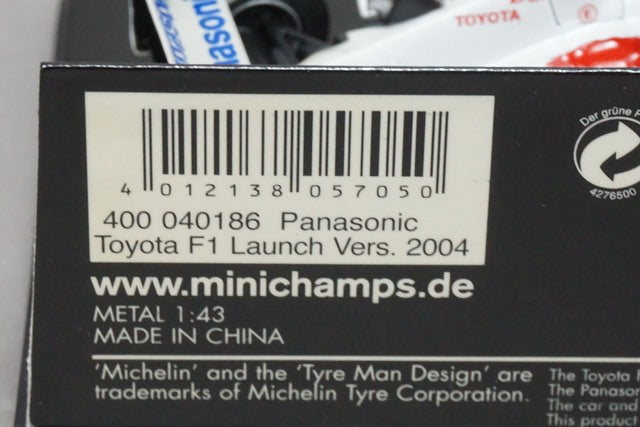 Panasonic
TOYOTA
E
Der grüne
4276500
4 012138 057050
400 040186 Panasonic
Toyota F1 Launch Vers. 2004
www.minichamps.de
METAL 1:43
MADE IN CHINA
'Michelin' and the 'Tyre Man Design' are
trademarks of Michelin Tyre Corporation.
The Toyota
The Panasonic
The car and
This product